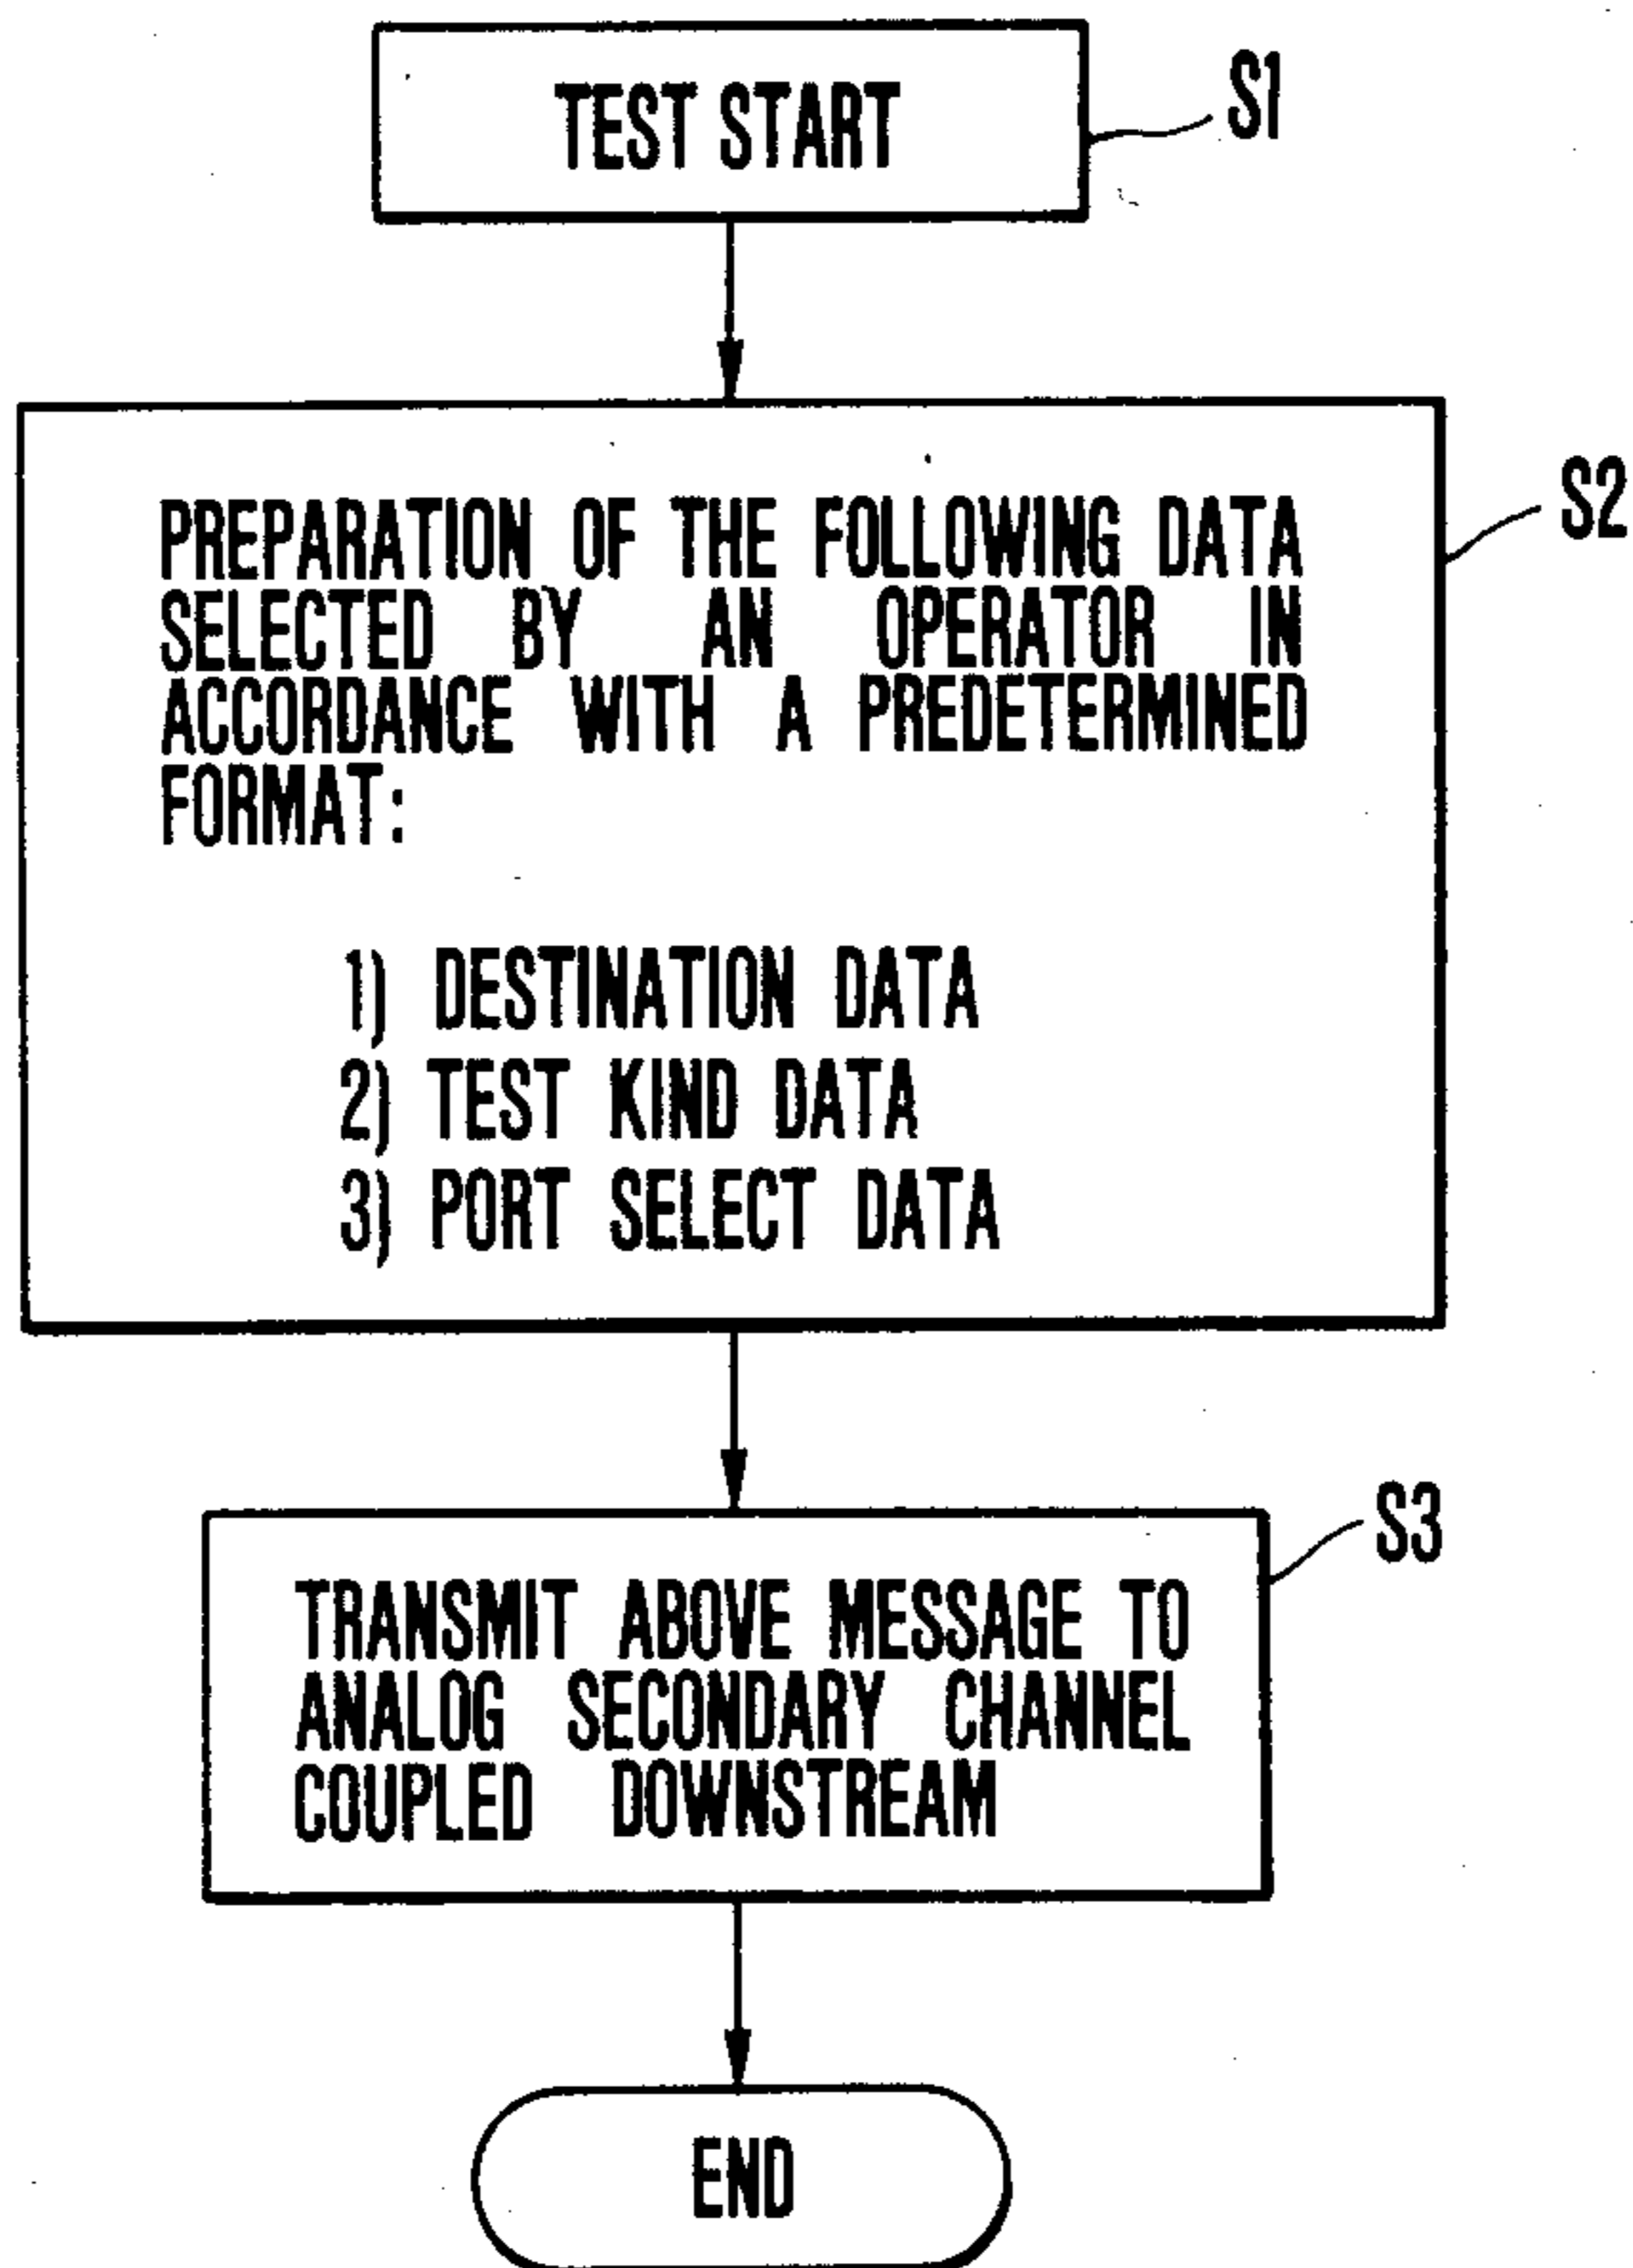 TEST START
S1
PREPARATION OF THE FOLLOWING DATA
SELECTED BY AN OPERATOR IN
ACCORDANCE WITH A PREDETERMINED
FORMAT:
S2
1) DESTINATION DATA
2) TEST KIND DATA
3) PORT SELECT DATA
TRANSMIT ABOVE MESSAGE TO
ANALOG SECONDARY CHANNEL
COUPLED DOWNSTREAM
S3
END